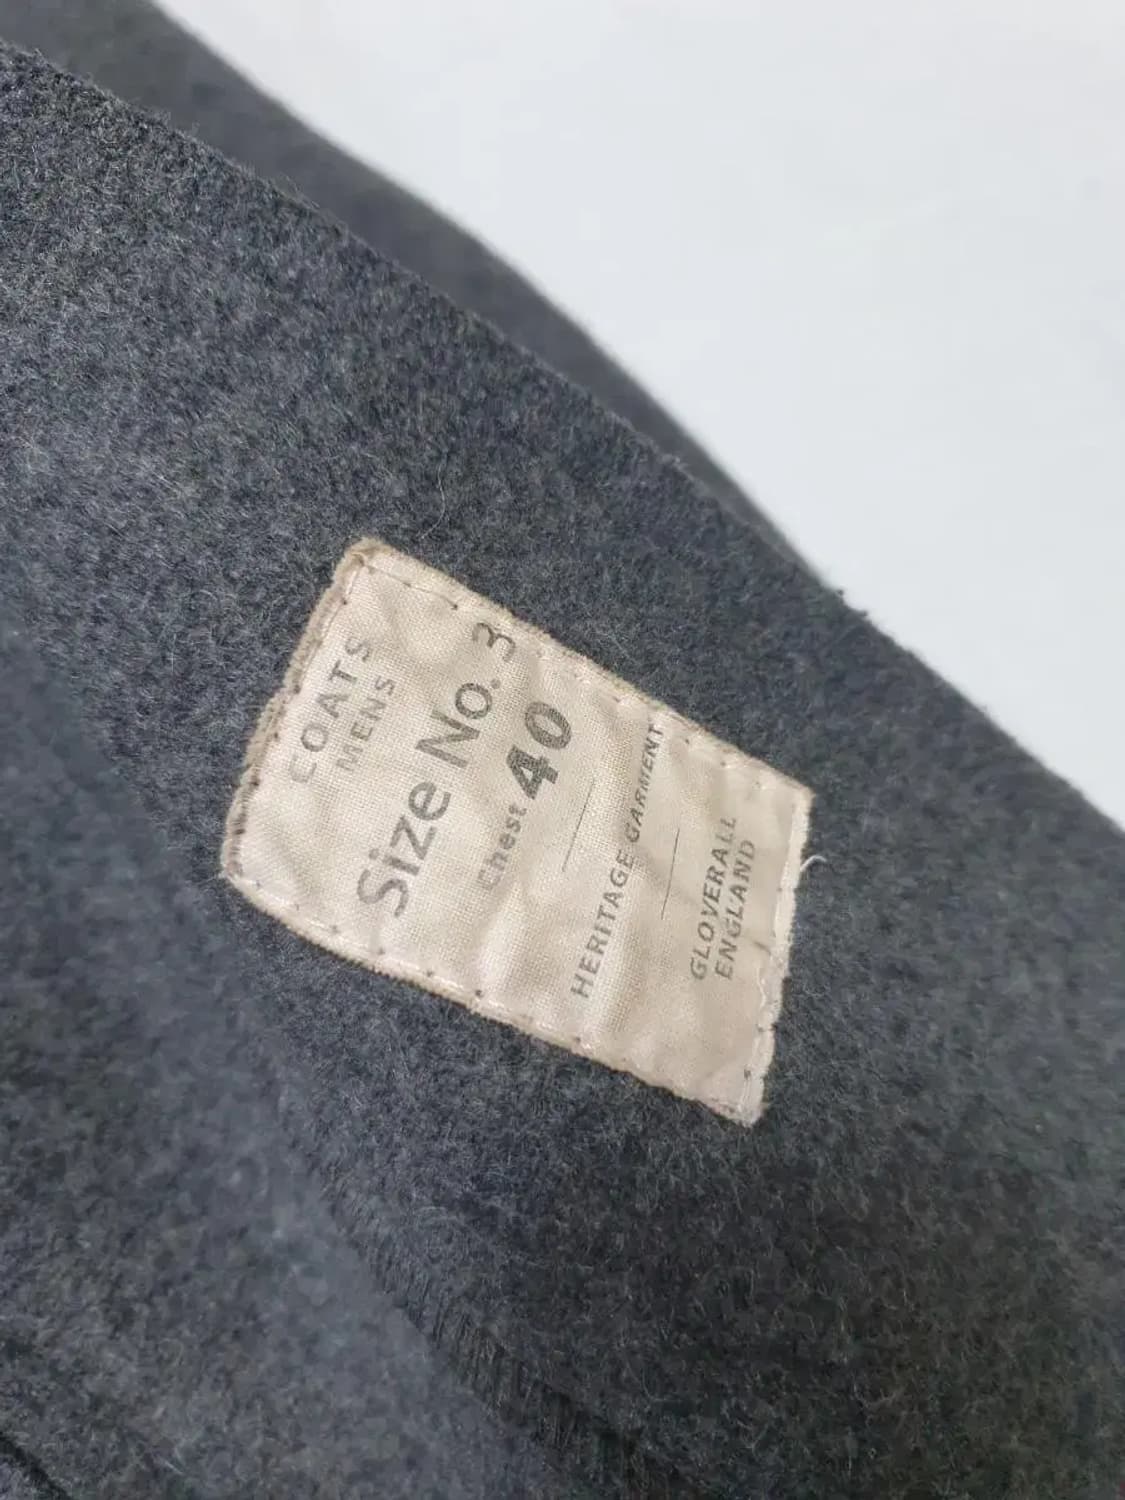 COATS
MENS
Size No. 3
Chest 40
HERITAGE GARMENT
GLOVERALL
ENGLAND